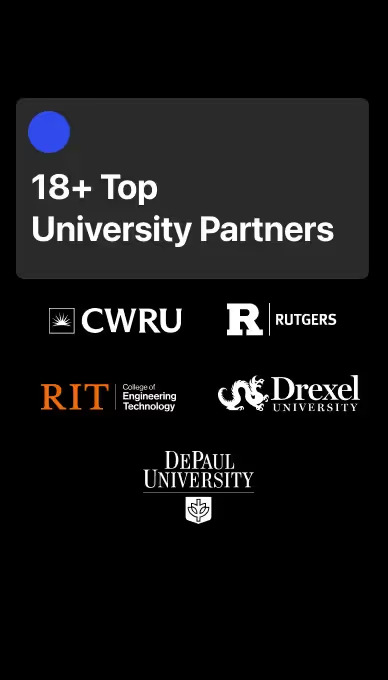 18+ Top
University Partners
CWRU
R RUTGERS
RIT
College of
Engineering
Technology
Drexel
UNIVERSITY
DEPAUL
UNIVERSITY